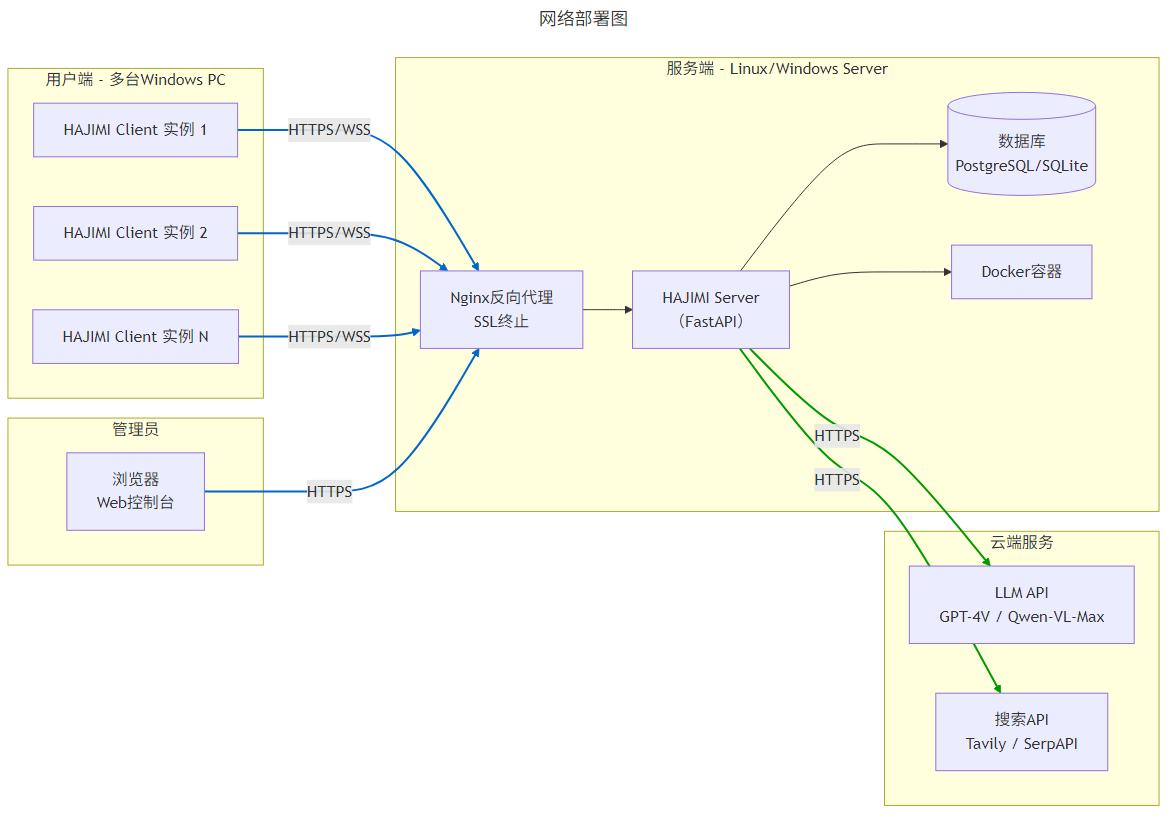 网络部署图
用户端 - 多台Windows PC
HAJIMI Client 实例 1
HAJIMI Client 实例 2
HAJIMI Client 实例 N
管理员
浏览器
Web控制台
HTTPS/WSS
HTTPS/WSS
HTTPS/WSS
HTTPS
服务端 - Linux/Windows Server
Nginx反向代理
SSL终止
HAJIMI Server
（FastAPI）
数据库
PostgreSQL/SQLite
Docker容器
HTTPS
HTTPS
云端服务
LLM API
GPT-4V / Qwen-VL-Max
搜索API
Tavily / SerpAPI